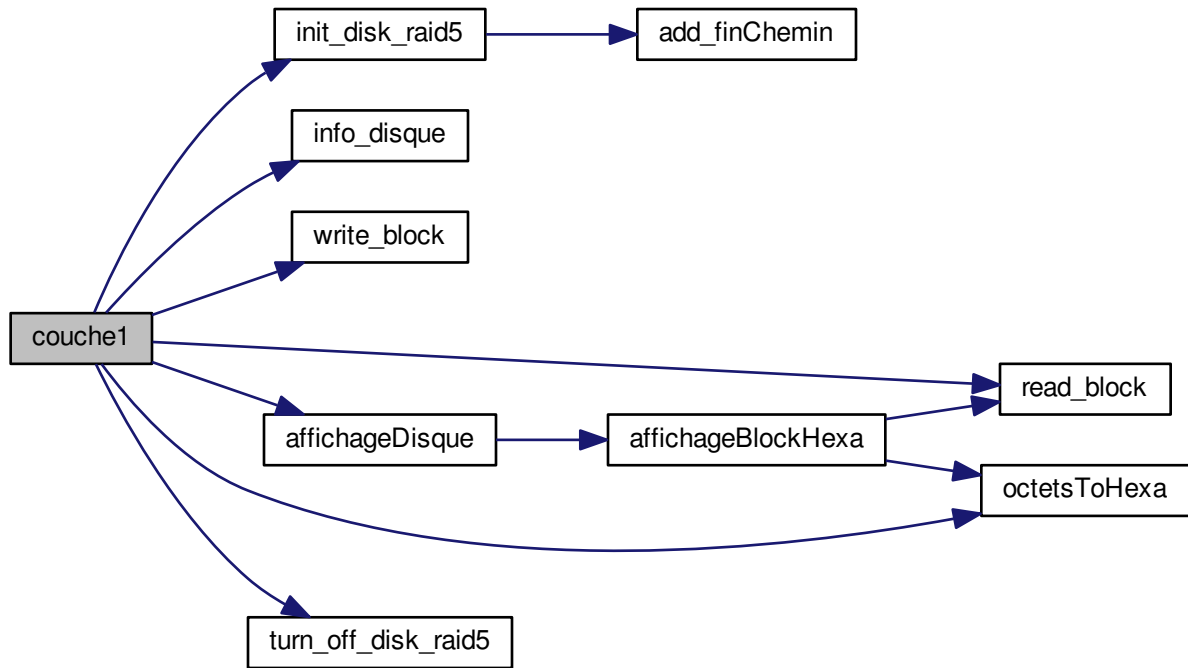 init_disk_raid5
add_finChemin
info_disque
write_block
couche1
read_block
affichageDisque
affichageBlockHexa
octetsToHexa
turn_off_disk_raid5